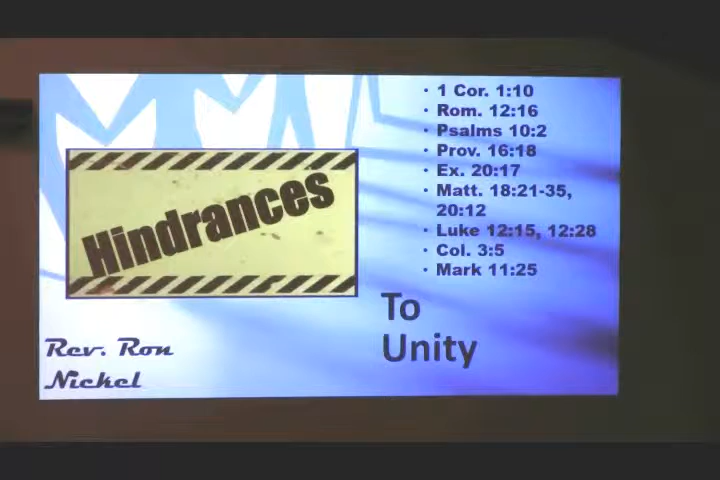 Hindrances
To
Unity
• 1 Cor. 1:10
• Rom. 12:16
• Psalms 10:2
• Prov. 16:18
• Ex. 20:17
• Matt. 18:21-35,
20:12
• Luke 12:15, 12:28
• Col. 3:5
• Mark 11:25
Rev. Ron
Nickel